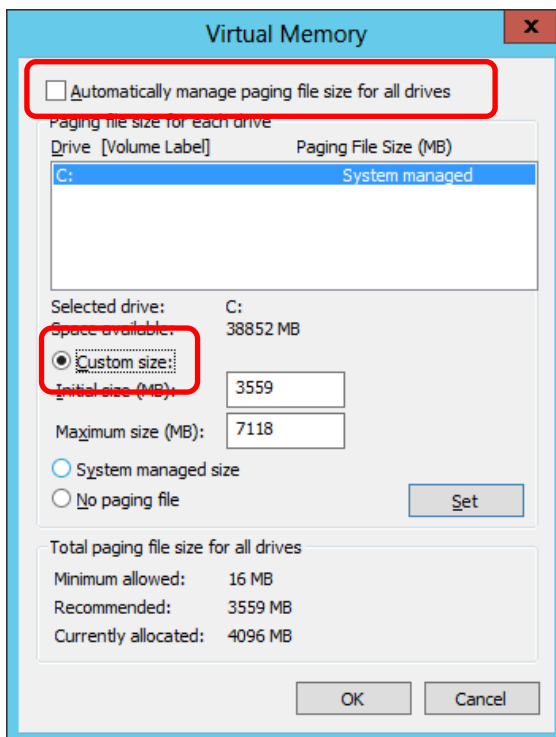 Virtual Memory
x
Automatically manage paging file size for all drives
Paging file size for each drive
Drive [Volume Label] Paging File Size (MB)
C: System managed
Selected drive: C:
Space available: 38852 MB
Custom size:
Initial size (MB): 3559
Maximum size (MB): 7118
System managed size
No paging file Set
Total paging file size for all drives
Minimum allowed: 16 MB
Recommended: 3559 MB
Currently allocated: 4096 MB
OK Cancel